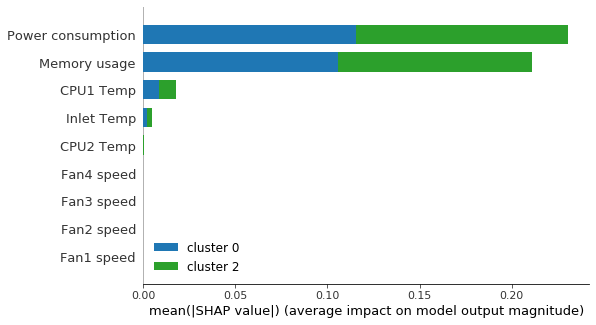 Power consumption
Memory usage
CPU1 Temp
Inlet Temp
CPU2 Temp
Fan4 speed
Fan3 speed
Fan2 speed
Fan1 speed
cluster 0
cluster 2
0.00 0.05 0.10 0.15 0.20
mean(|SHAP value|) (average impact on model output magnitude)